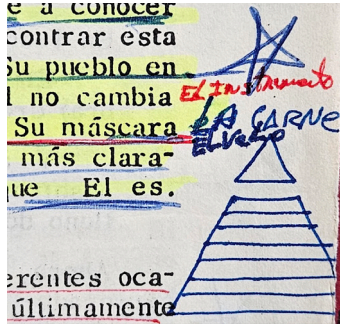 e a conocer
contrar esta
Su pueblo en
l no cambia
Su máscara
más clara-
que El es.
erentes oca-
últimamente
El Instrumento
LA CARNE
El Velo